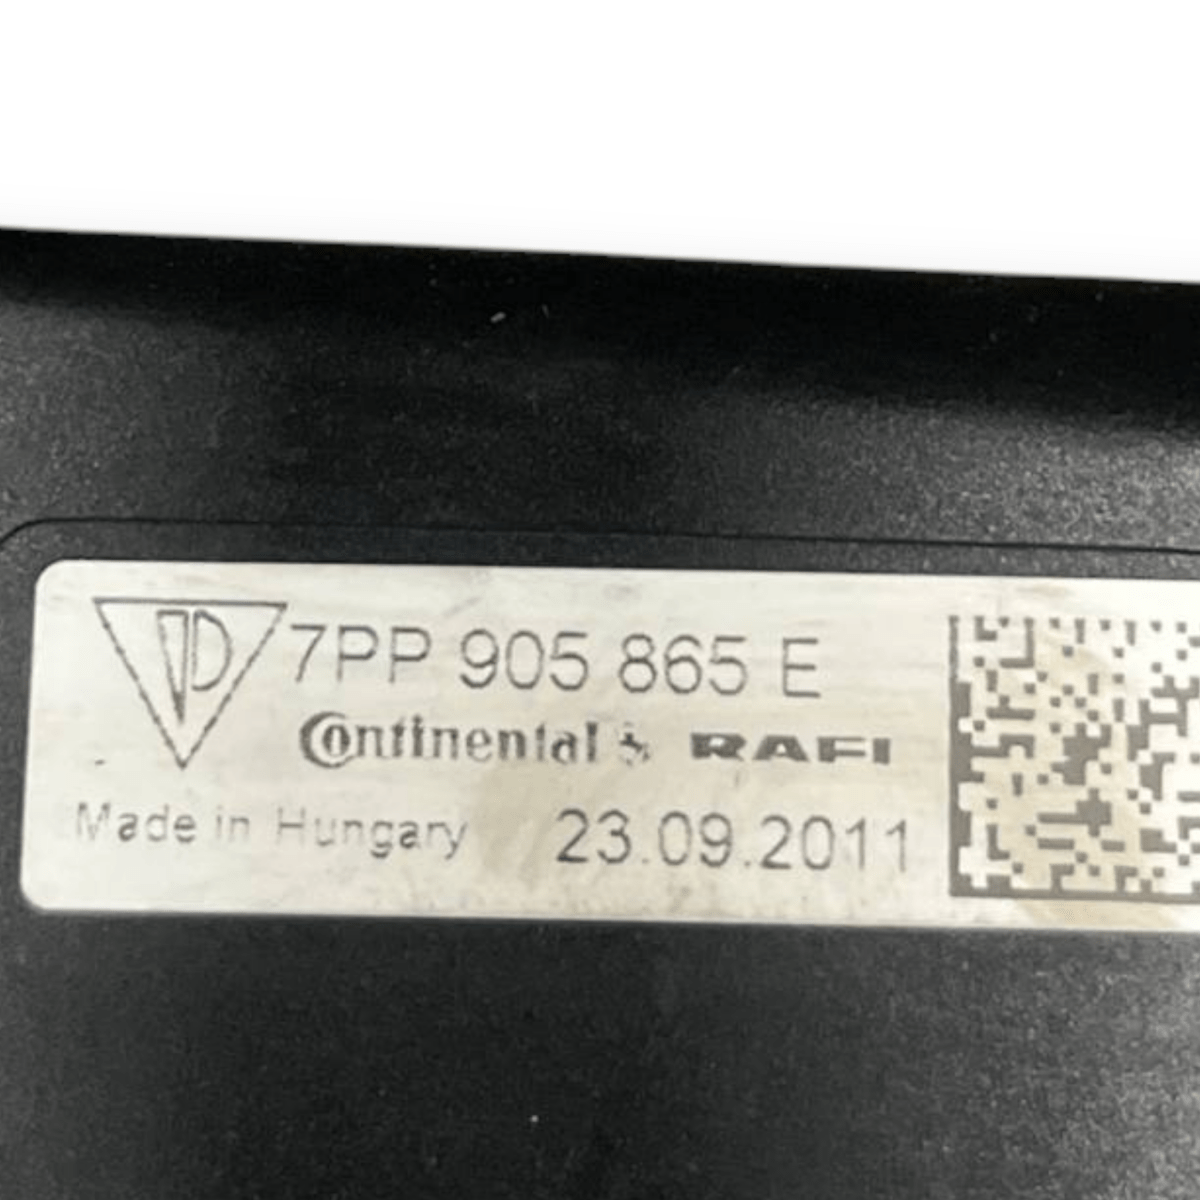 7PP 905 865 E
Continental & RAFI
Made in Hungary 23.09.2011